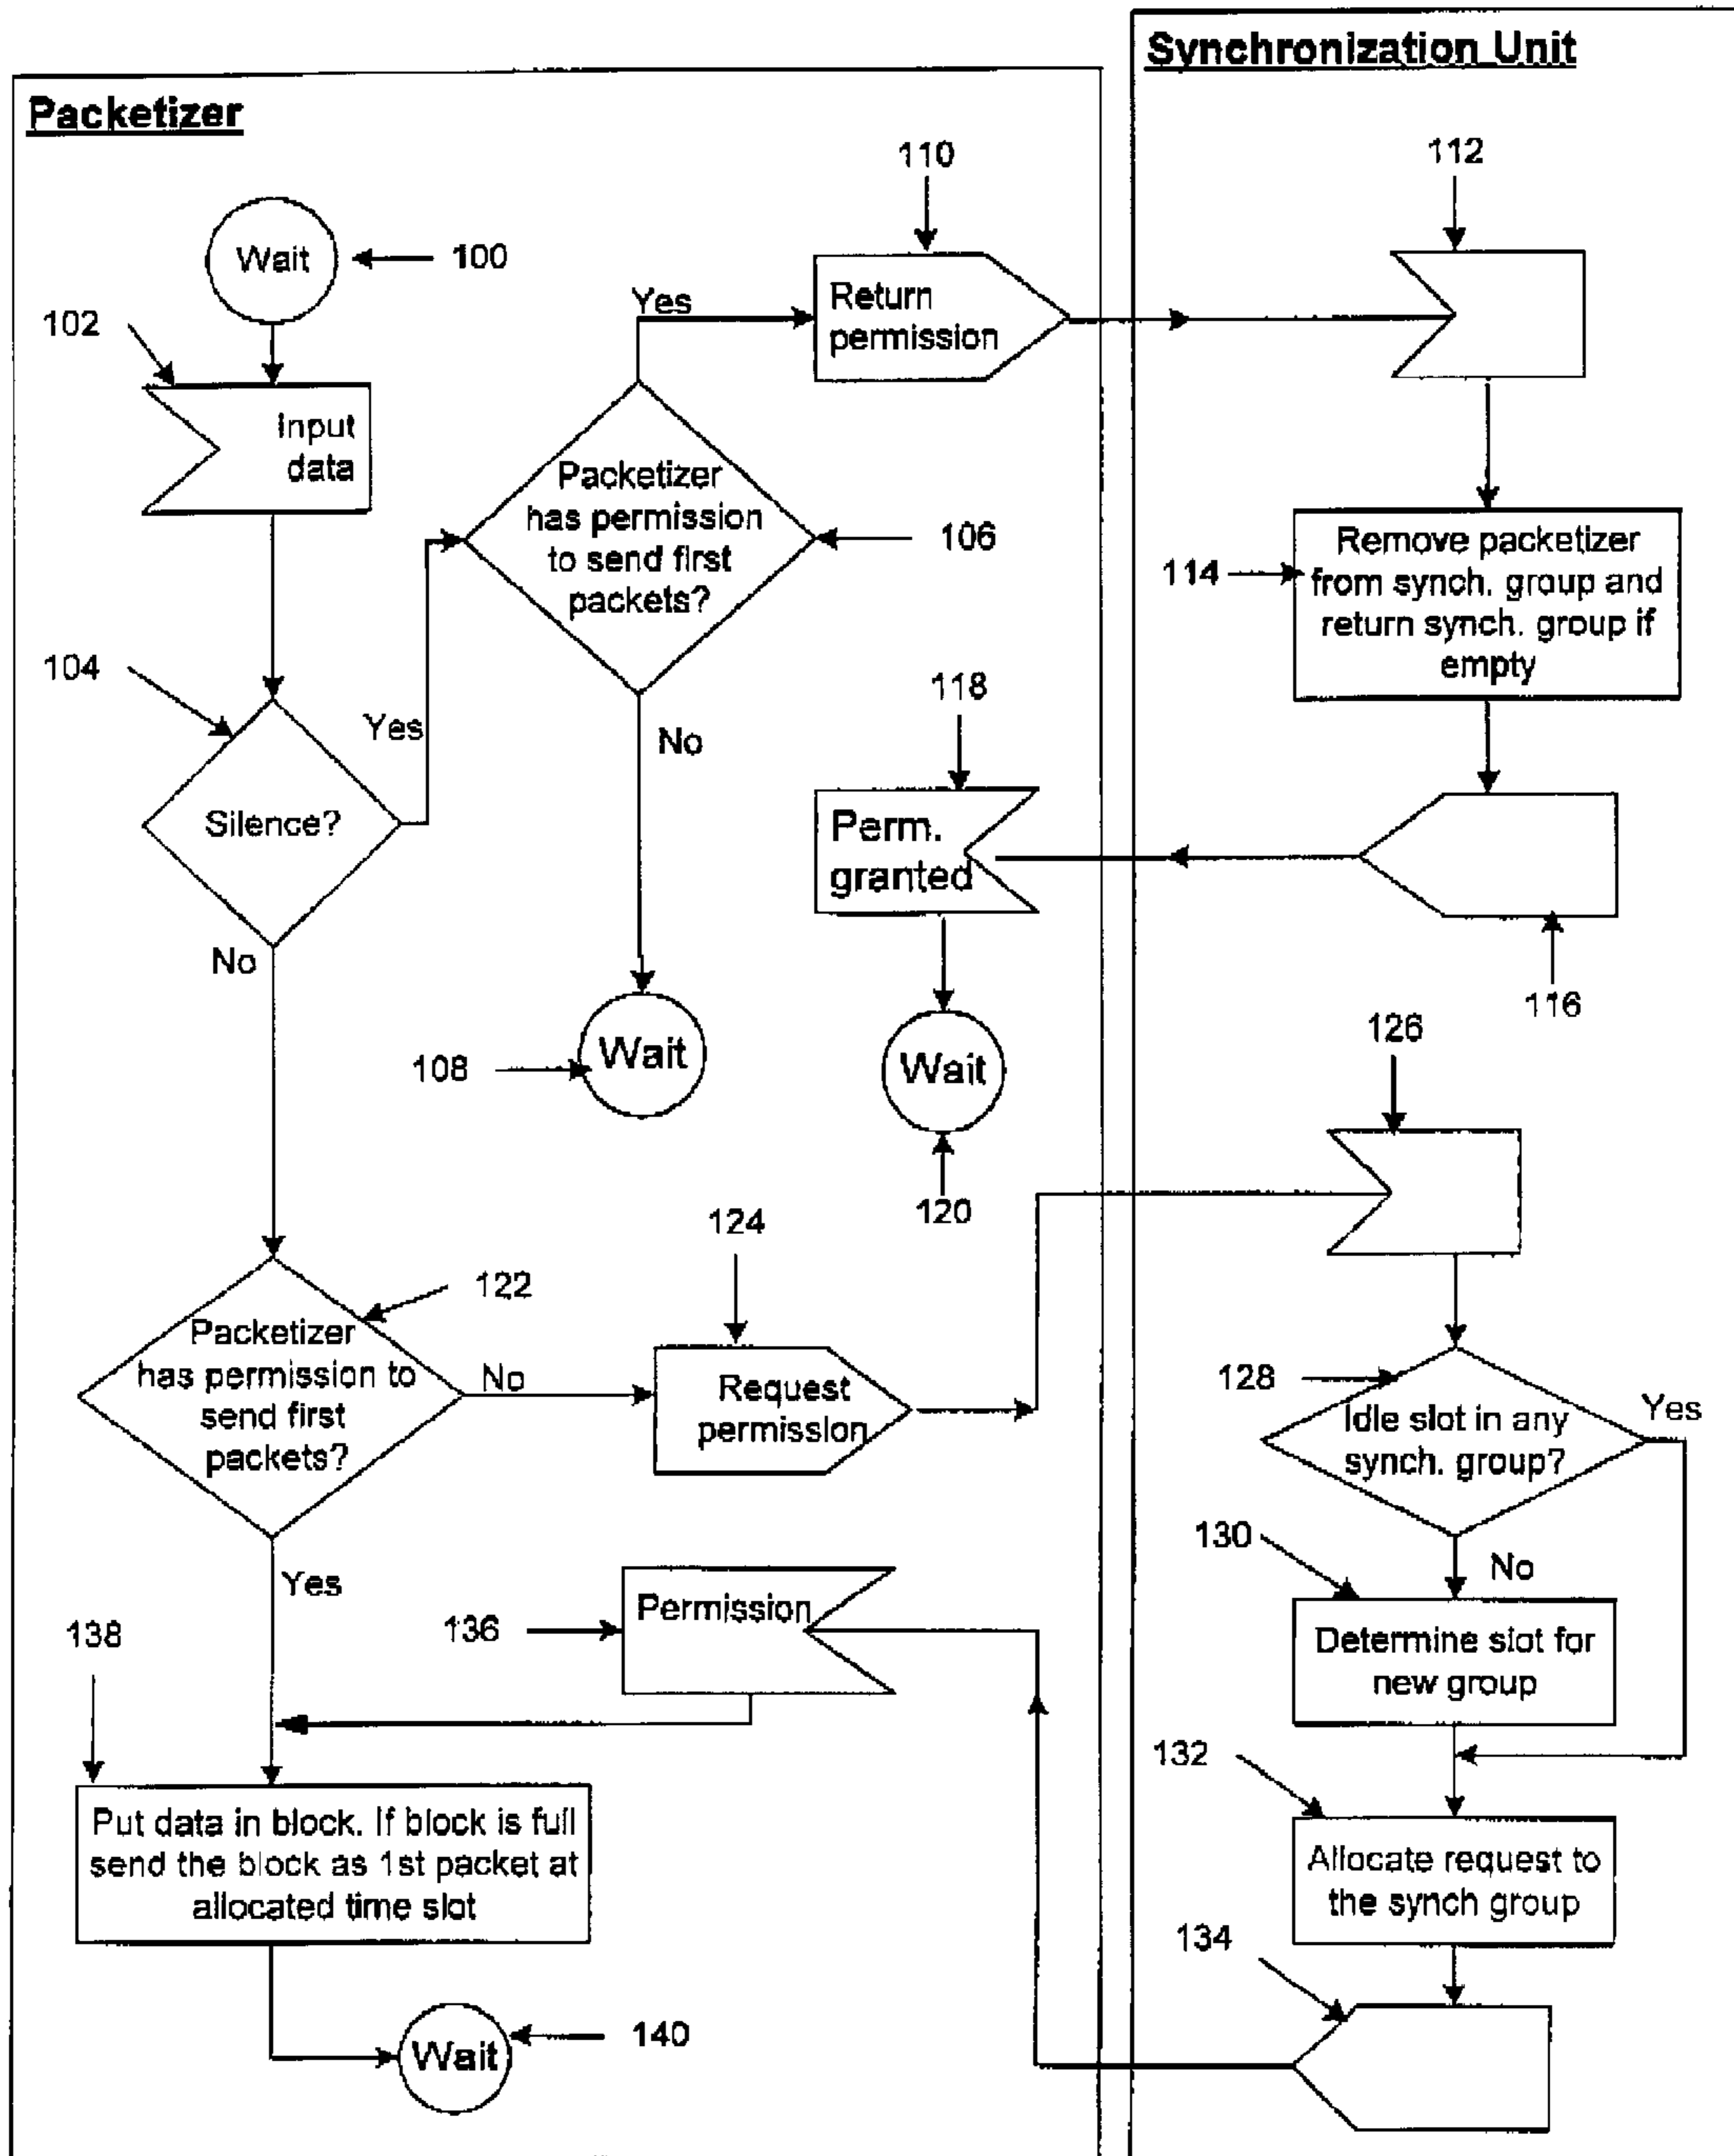 Synchronization Unit
Packetizer
110
112
Wait
100
102
Yes
Return
permission
Input
data
Packetizer
has permission
to send first
packets?
106
114
Remove packetizer
from synch. group and
return synch. group if
empty
104
Yes
No
118
Silence?
Perm.
granted
No
116
108
Wait
Wait
126
120
124
122
Packetizer
has permission to
send first
packets?
No
Request
permission
128
Idle slot in any
synch. group?
Yes
130
No
Yes
138
136
Permission
Determine slot for
new group
132
Put data in block. If block is full
send the block as 1st packet at
allocated time slot
Allocate request to
the synch group
134
Wait
140